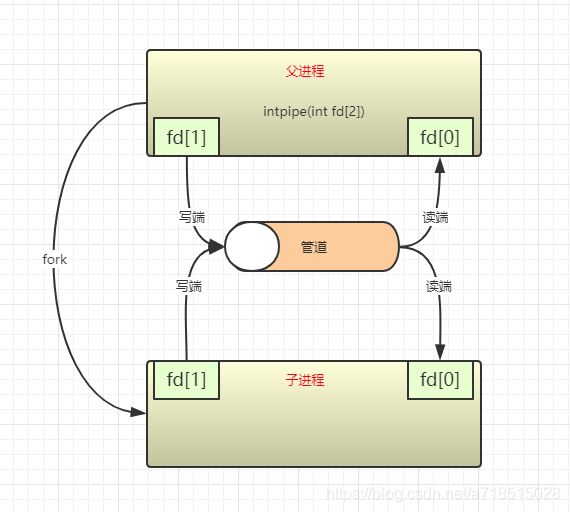 父进程
intpipe(int fd[2])
fd[1]
fd[0]
写端
读端
管道
fork
写端
读端
fd[1]
子进程
fd[0]
https://blog.csdn.net/a718515028